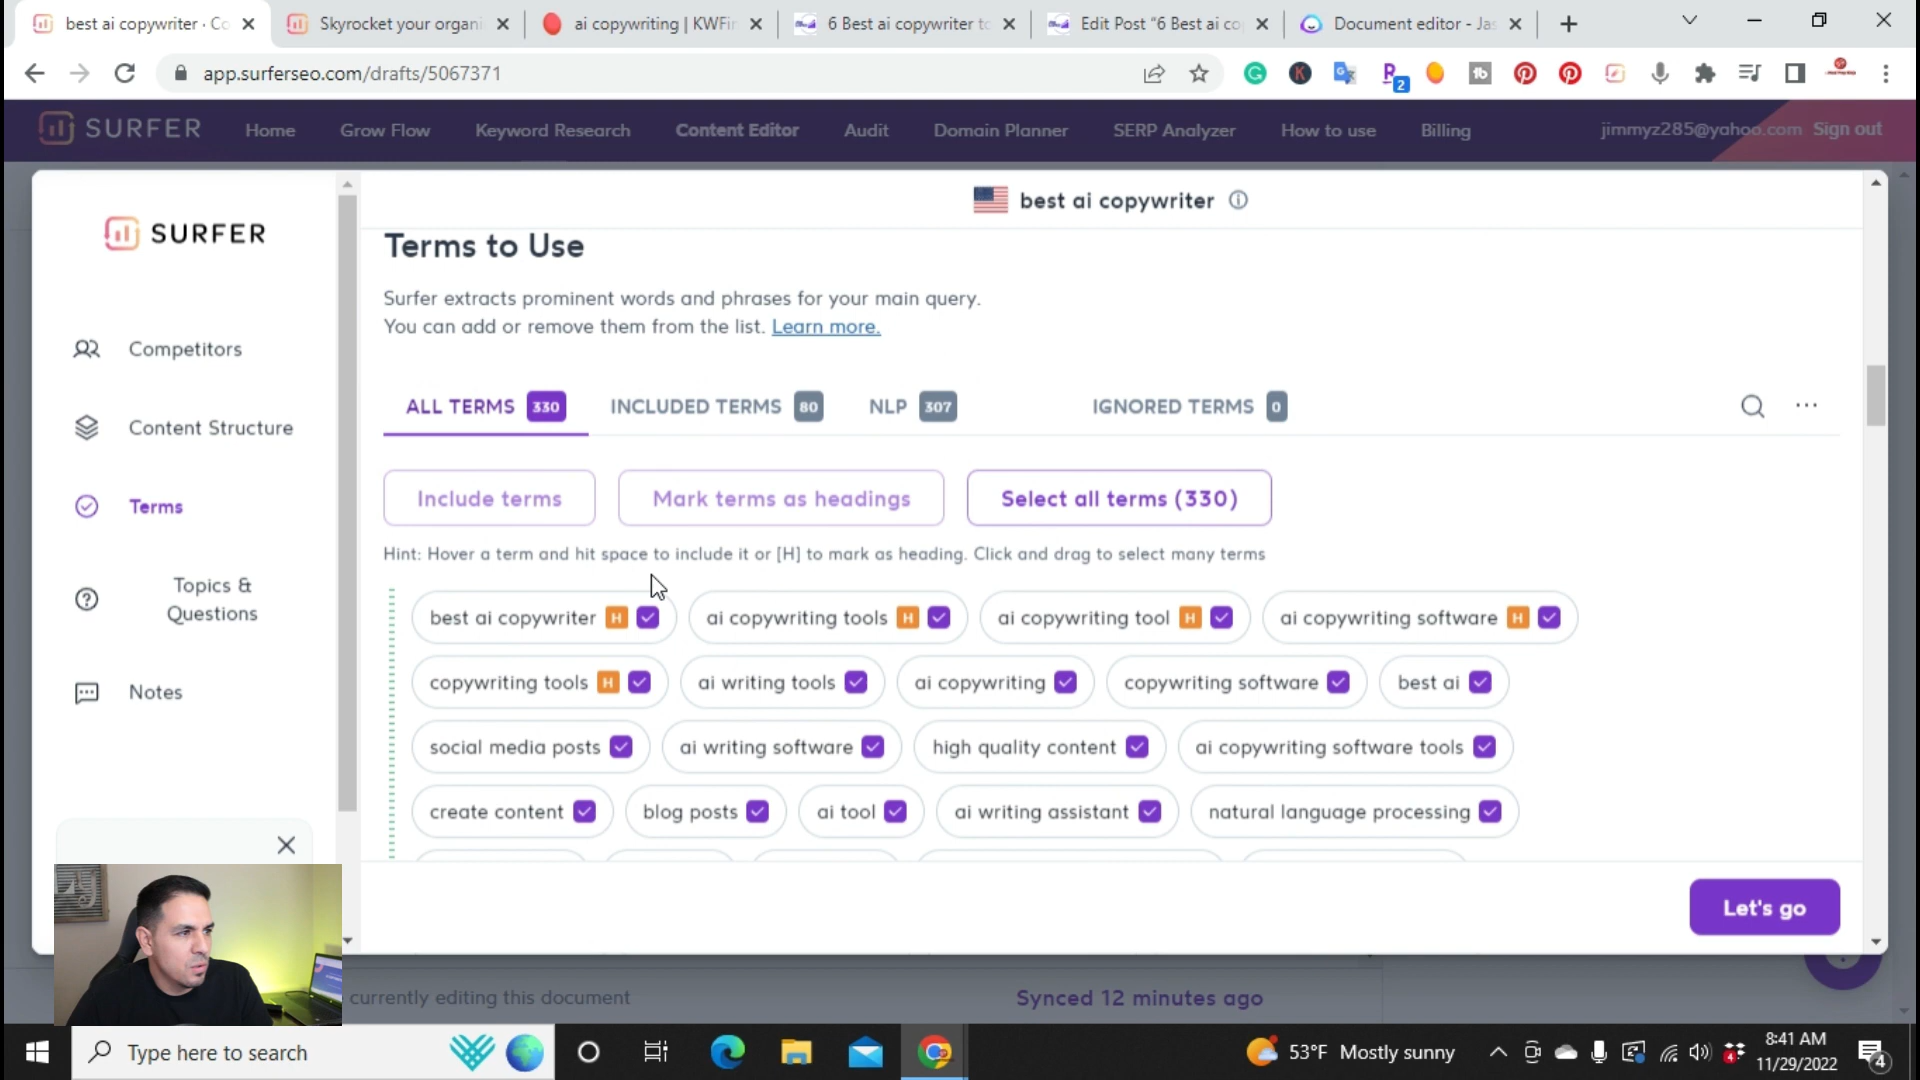 best ai copywriter · Co
Skyrocket your organi
ai copywriting | KWFin
6 Best ai copywriter to
Edit Post "6 Best ai co
Document editor - Jas
app.surferseo.com/drafts/5067371
2
SURFER
Home
Grow Flow
Keyword Research
Content Editor
Audit
Domain Planner
SERP Analyzer
How to use
Billing
jimmyz285@yahoo.com
Sign out
SURFER
Competitors
Content Structure
Terms
Topics &
Questions
Notes
best ai copywriter
Terms to Use
Surfer extracts prominent words and phrases for your main query.
You can add or remove them from the list. Learn more.
ALL TERMS 330
INCLUDED TERMS 80
NLP 307
IGNORED TERMS 0
Include terms
Mark terms as headings
Select all terms (330)
Hint: Hover a term and hit space to include it or [H] to mark as heading. Click and drag to select many terms
best ai copywriter H
ai copywriting tools H
ai copywriting tool H
ai copywriting software H
copywriting tools H
ai writing tools
ai copywriting
copywriting software
best ai
social media posts
ai writing software
high quality content
ai copywriting software tools
create content
blog posts
ai tool
ai writing assistant
natural language processing
Let's go
currently editing this document
Synced 12 minutes ago
Type here to search
53°F Mostly sunny
8:41 AM
11/29/2022
4